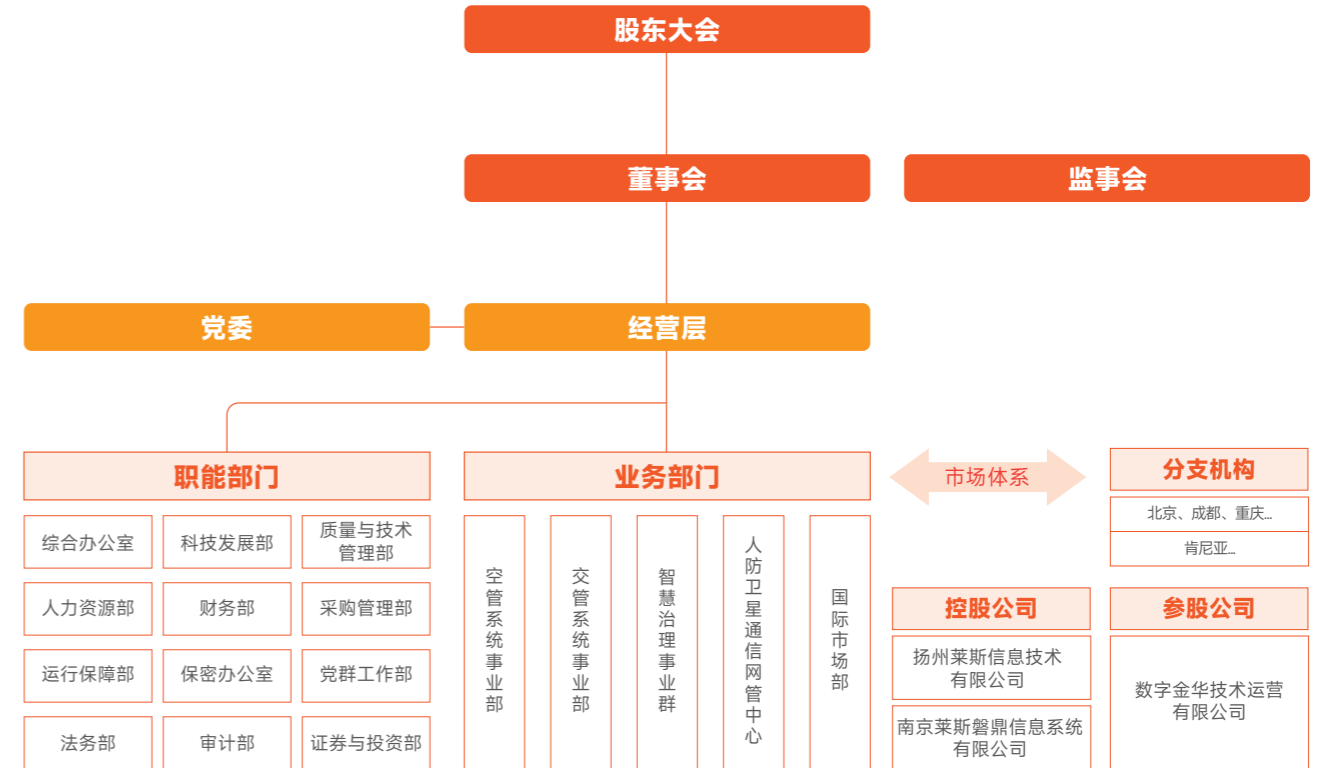 股东大会
董事会
监事会
党委
经营层
职能部门
业务部门
市场体系
分支机构
北京、成都、重庆...
肯尼亚...
综合办公室
科技发展部
质量与技术
管理部
人力资源部
财务部
采购管理部
运行保障部
保密办公室
党群工作部
法务部
审计部
证券与投资部
空管系统事业部
交管系统事业部
智慧治理事业群
人防卫星通信网管中心
国际市场部
控股公司
扬州莱斯信息技术
有限公司
南京莱斯磐鼎信息系统
有限公司
参股公司
数字金华技术运营
有限公司